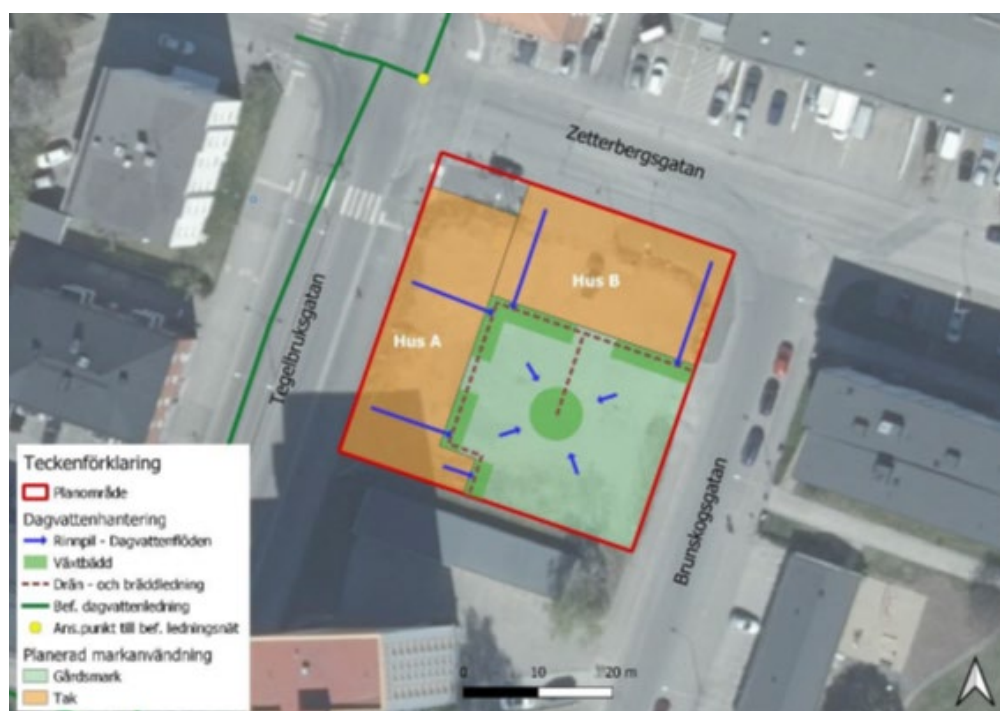 Zetterbergsgatan
Hus B
Tegelbruksgatan
Hus A
Brunskogsgatan
Teckenförklaring
Planområde
Dagvattenhantering
Rinnpil - Dagvattenflöden
Växtbädd
Drän - och bräddledning
Bef. dagvattenledning
Ans.punkt till bef. ledningsnät
Planerad markanvändning
Gårdsmark
Tak
0 10 20 m